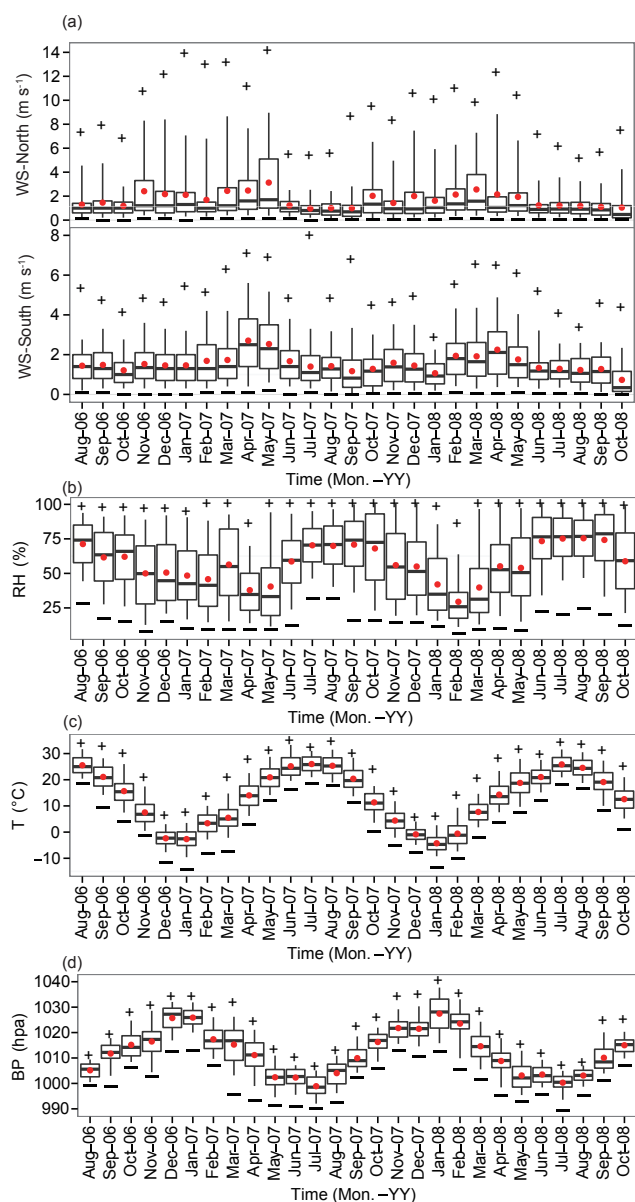 (a)
WS-North (m s⁻¹)
14
12
10
8
6
4
2
0
WS-South (m s⁻¹)
8
6
4
2
0
Aug–06 Sep–06 Oct–06 Nov–06 Dec–06 Jan–07 Feb–07 Mar–07 Apr–07 May–07 Jun–07 Jul–07 Aug–07 Sep–07 Oct–07 Nov–07 Dec–07 Jan–08 Feb–08 Mar–08 Apr–08 May–08 Jun–08 Jul–08 Aug–08 Sep–08 Oct–08
Time (Mon. –YY)
(b)
RH (%)
100
75
50
25
Aug–06 Sep–06 Oct–06 Nov–06 Dec–06 Jan–07 Feb–07 Mar–07 Apr–07 May–07 Jun–07 Jul–07 Aug–07 Sep–07 Oct–07 Nov–07 Dec–07 Jan–08 Feb–08 Mar–08 Apr–08 May–08 Jun–08 Jul–08 Aug–08 Sep–08 Oct–08
Time (Mon. –YY)
(c)
T (°C)
30
20
10
0
−10
Aug–06 Sep–06 Oct–06 Nov–06 Dec–06 Jan–07 Feb–07 Mar–07 Apr–07 May–07 Jun–07 Jul–07 Aug–07 Sep–07 Oct–07 Nov–07 Dec–07 Jan–08 Feb–08 Mar–08 Apr–08 May–08 Jun–08 Jul–08 Aug–08 Sep–08 Oct–08
Time (Mon. –YY)
(d)
BP (hpa)
1040
1030
1020
1010
1000
990
Aug–06 Sep–06 Oct–06 Nov–06 Dec–06 Jan–07 Feb–07 Mar–07 Apr–07 May–07 Jun–07 Jul–07 Aug–07 Sep–07 Oct–07 Nov–07 Dec–07 Jan–08 Feb–08 Mar–08 Apr–08 May–08 Jun–08 Jul–08 Aug–08 Sep–08 Oct–08
Time (Mon. –YY)